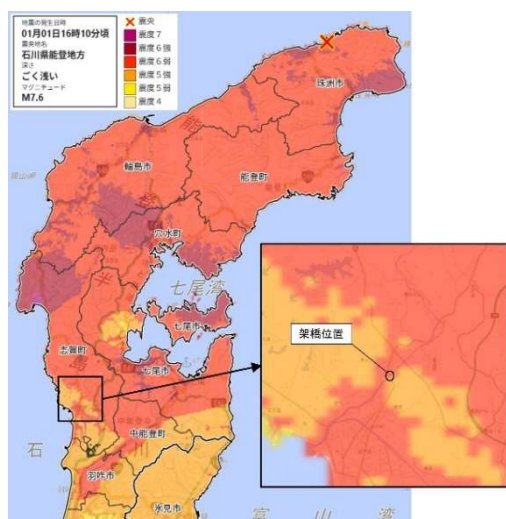 地震の発生日時
01月01日16時10分頃
震央地名
石川県能登地方
深さ
ごく浅い
マグニチュード
M7.6
震央
震度7
震度6強
震度6弱
震度5強
震度5弱
震度4
珠洲市
能
輪島市
能登町
穴水町
半
七尾湾
七尾市
志賀町
島
七尾市
中能登町
石
川
羽咋市
氷見市
富山湾
架橋位置